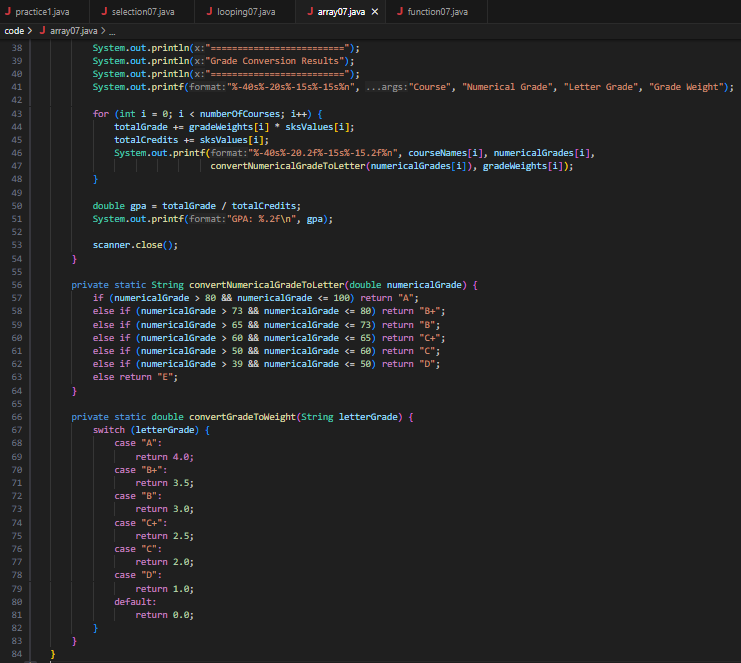 practice1.java selection07.java looping07.java array07.java function07.java
code > array07.java > ...
38 System.out.println(x:"=========================");
39 System.out.println(x:"Grade Conversion Results");
40 System.out.println(x:"=========================");
41 System.out.printf(format:"%-40s%-20s%-15s%-15s%n", ...args:"Course", "Numerical Grade", "Letter Grade", "Grade Weight");
42
43 for (int i = 0; i < numberOfCourses; i++) {
44 totalGrade += gradeWeights[i] * sksValues[i];
45 totalCredits += sksValues[i];
46 System.out.printf(format:"%-40s%-20.2f%-15s%-15.2f%n", courseNames[i], numericalGrades[i],
47 convertNumericalGradeToLetter(numericalGrades[i]), gradeWeights[i]);
48 }
49
50 double gpa = totalGrade / totalCredits;
51 System.out.printf(format:"GPA: %.2f\n", gpa);
52
53 scanner.close();
54 }
55
56 private static String convertNumericalGradeToLetter(double numericalGrade) {
57 if (numericalGrade > 80 && numericalGrade <= 100) return "A";
58 else if (numericalGrade > 73 && numericalGrade <= 80) return "B+";
59 else if (numericalGrade > 65 && numericalGrade <= 73) return "B";
60 else if (numericalGrade > 60 && numericalGrade <= 65) return "C+";
61 else if (numericalGrade > 50 && numericalGrade <= 60) return "C";
62 else if (numericalGrade > 39 && numericalGrade <= 50) return "D";
63 else return "E";
64 }
65
66 private static double convertGradeToWeight(String letterGrade) {
67 switch (letterGrade) {
68 case "A":
69 return 4.0;
70 case "B+":
71 return 3.5;
72 case "B":
73 return 3.0;
74 case "C+":
75 return 2.5;
76 case "C":
77 return 2.0;
78 case "D":
79 return 1.0;
80 default:
81 return 0.0;
82 }
83 }
84 }